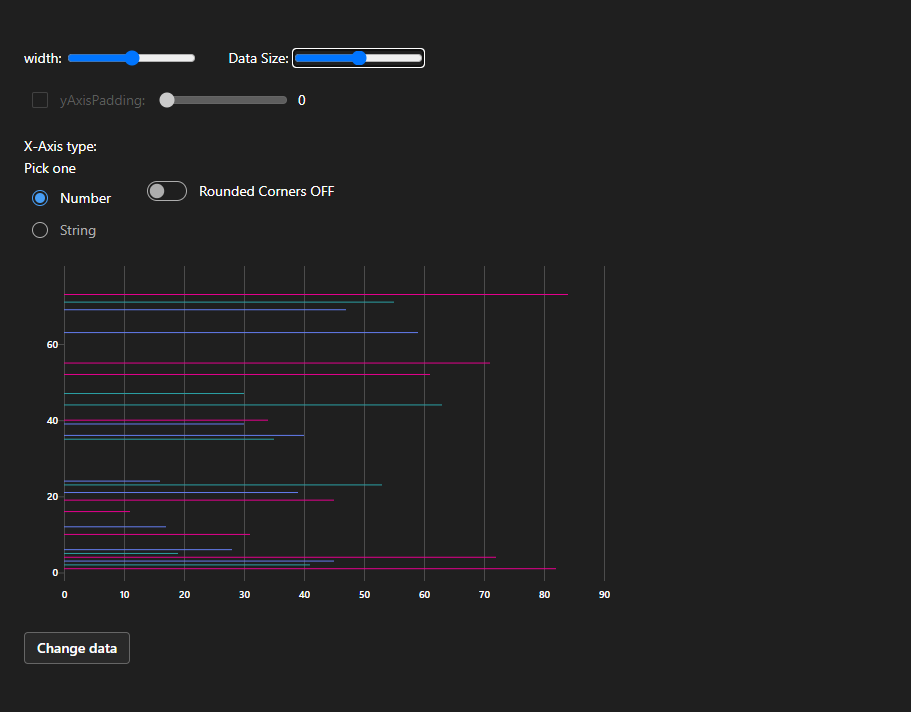 width: Data Size:
yAxisPadding: 0
X-Axis type:
Pick one
Number
Rounded Corners OFF
String
60
40
20
0
0 10 20 30 40 50 60 70 80 90
Change data